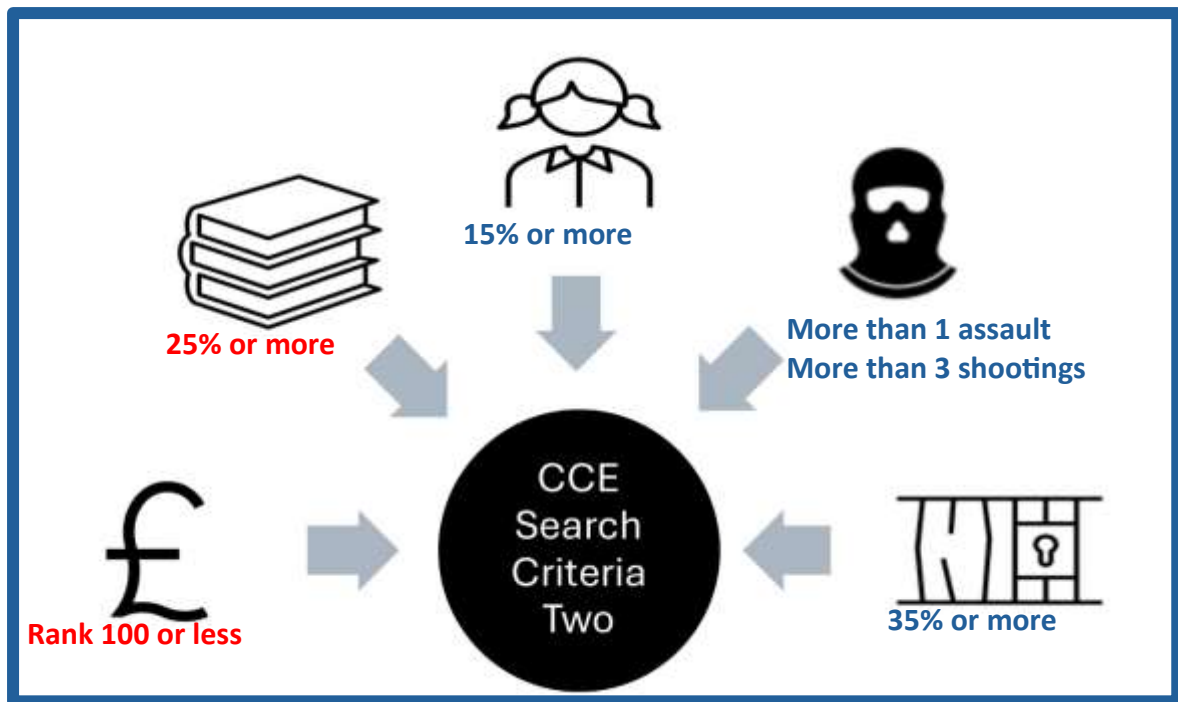 15% or more
25% or more
More than 1 assault
More than 3 shootings
CCE
Search
Criteria
Two
£
Rank 100 or less
35% or more